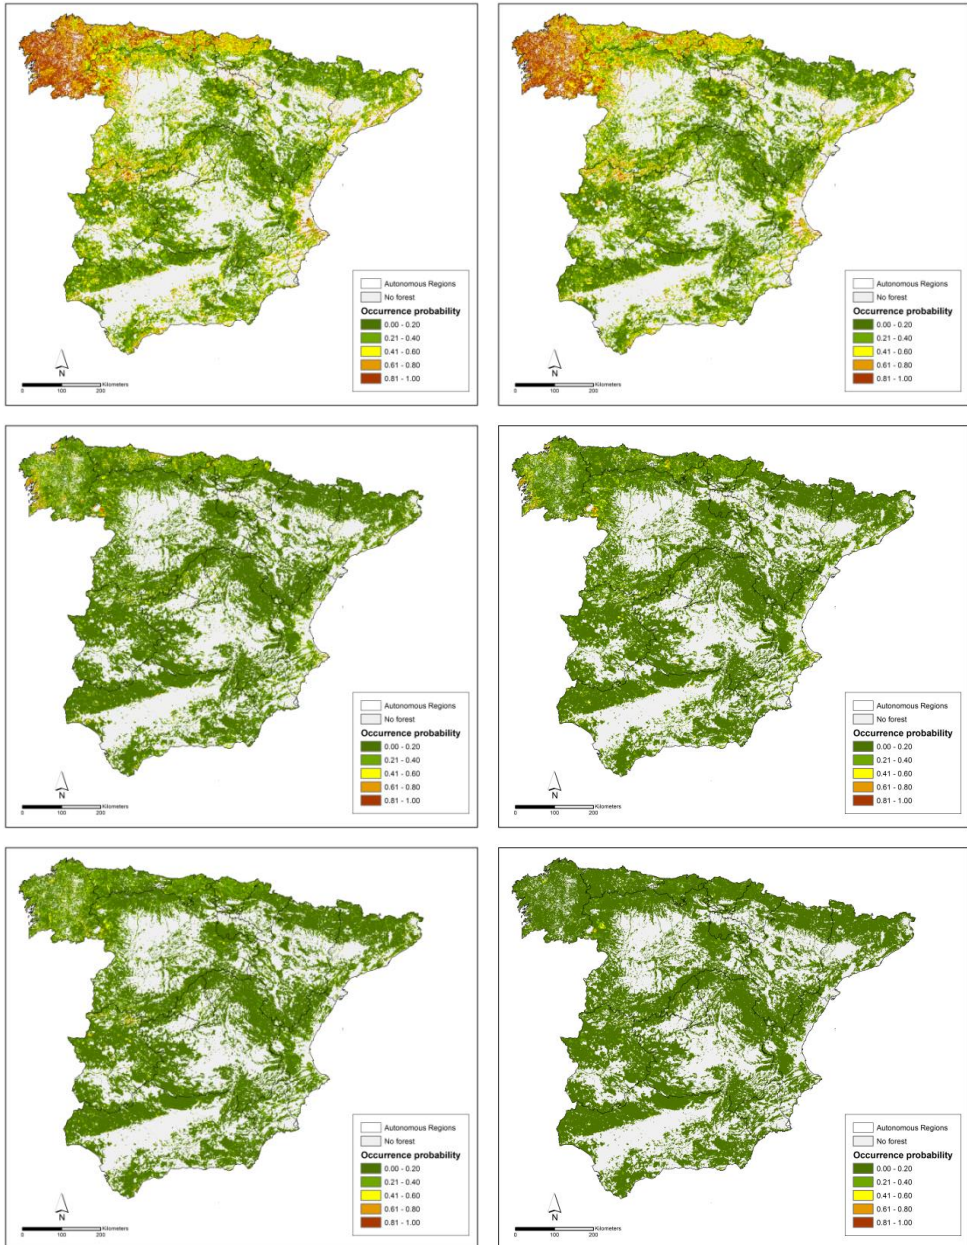 Autonomous Regions
No forest
Occurrence probability
0.00 - 0.20
0.21 - 0.40
0.41 - 0.60
0.61 - 0.80
0.81 - 1.00
N
Kilometers
0 100 200
Autonomous Regions
No forest
Occurrence probability
0.00 - 0.20
0.21 - 0.40
0.41 - 0.60
0.61 - 0.80
0.81 - 1.00
N
Kilometers
0 100 200
Autonomous Regions
No forest
Occurrence probability
0.00 - 0.20
0.21 - 0.40
0.41 - 0.60
0.61 - 0.80
0.81 - 1.00
N
Kilometers
0 100 200
Autonomous Regions
No forest
Occurrence probability
0.00 - 0.20
0.21 - 0.40
0.41 - 0.60
0.61 - 0.80
0.81 - 1.00
N
Kilometers
0 100 200
Autonomous Regions
No forest
Occurrence probability
0.00 - 0.20
0.21 - 0.40
0.41 - 0.60
0.61 - 0.80
0.81 - 1.00
N
Kilometers
0 100 200
Autonomous Regions
No forest
Occurrence probability
0.00 - 0.20
0.21 - 0.40
0.41 - 0.60
0.61 - 0.80
0.81 - 1.00
N
Kilometers
0 100 200